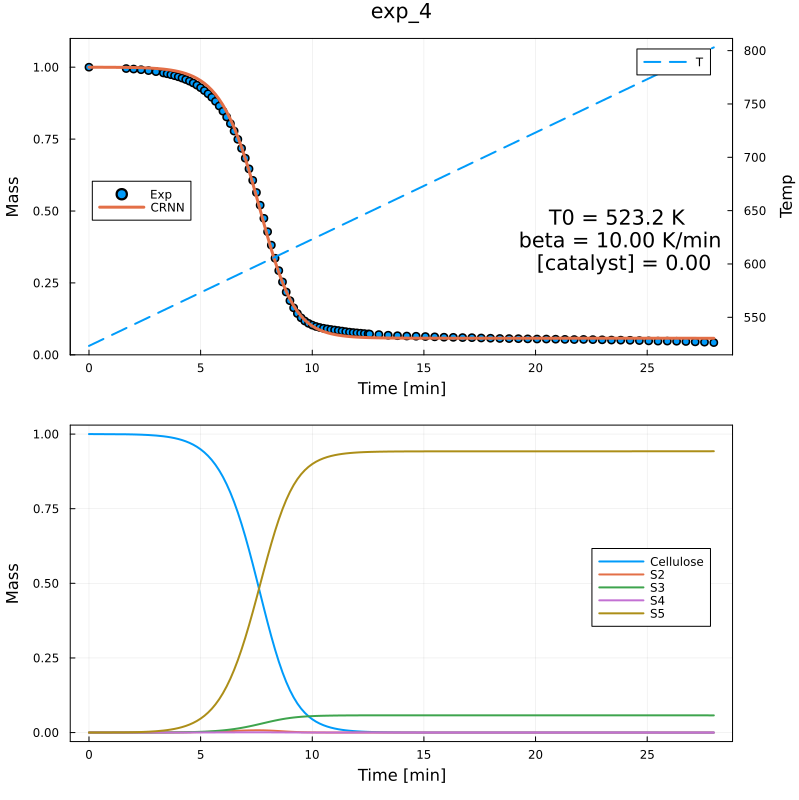 exp_4
1.00
0.75
0.50
0.25
0.00
Mass
800
750
700
650
600
550
Temp
T
Exp
CRNN
T0 = 523.2 K
beta = 10.00 K/min
[catalyst] = 0.00
0 5 10 15 20 25
Time [min]
1.00
0.75
0.50
0.25
0.00
Mass
Cellulose
S2
S3
S4
S5
0 5 10 15 20 25
Time [min]